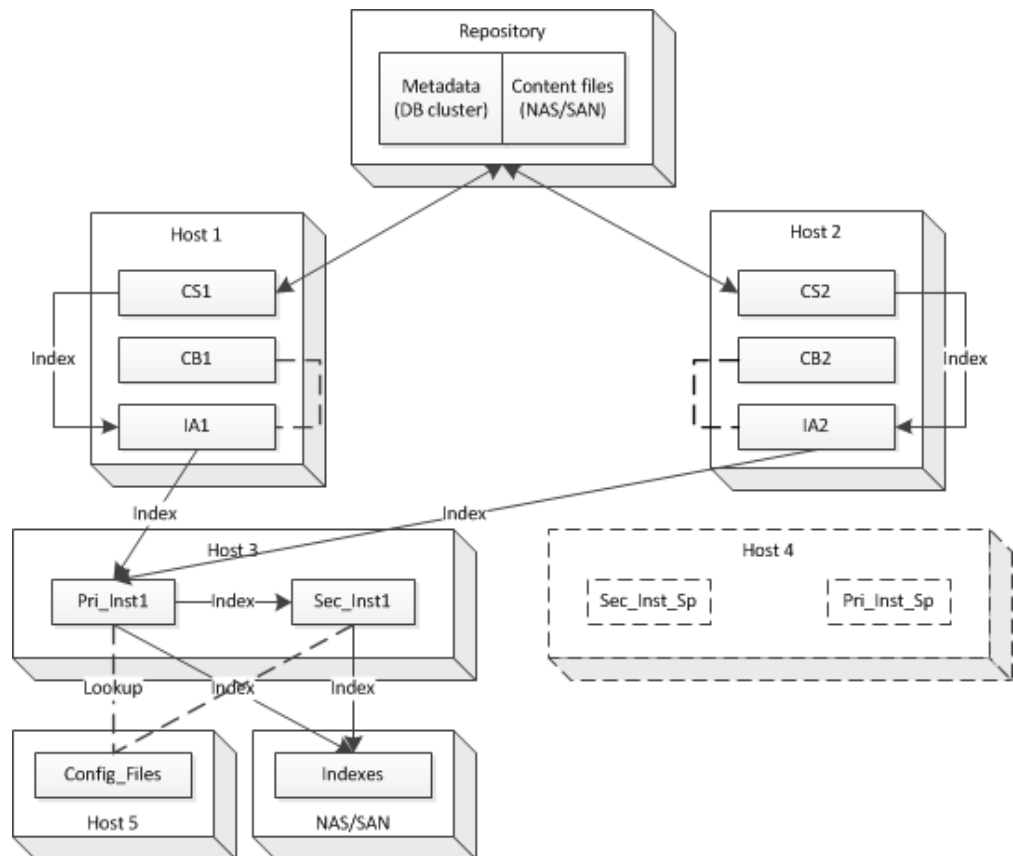 Repository
Metadata
(DB cluster)
Content files
(NAS/SAN)
Host 1
CS1
CB1
IA1
Index
Host 2
CS2
CB2
IA2
Index
Index
Index
Host 3
Pri_Inst1
Index
Sec_Inst1
Host 4
Sec_Inst_Sp
Pri_Inst_Sp
Lookup
Index
Index
Config_Files
Host 5
Indexes
NAS/SAN